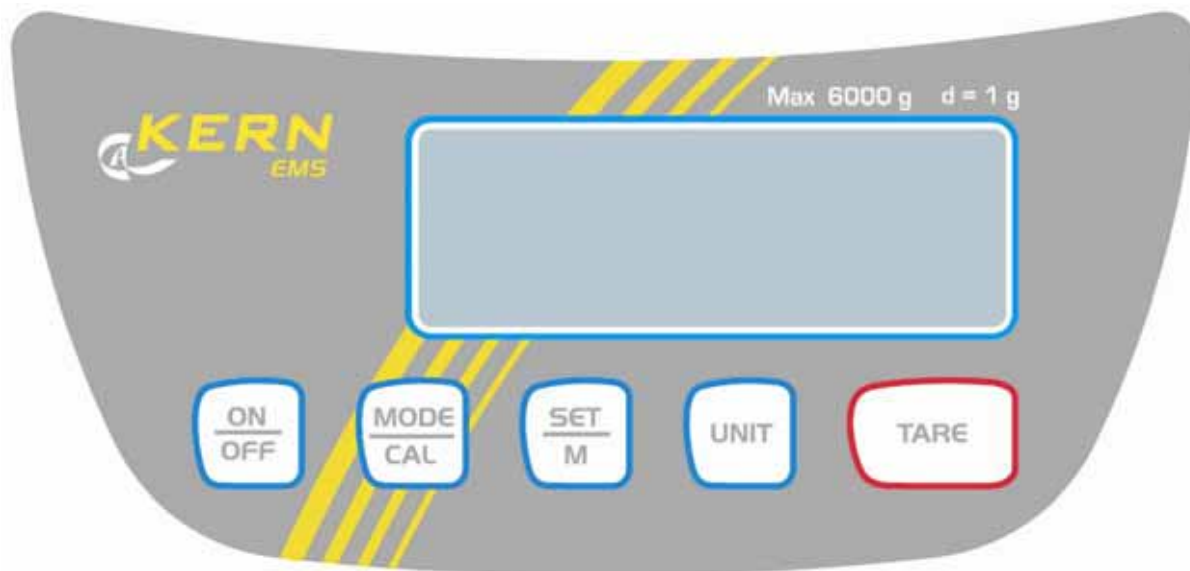 Max 6000 g d = 1 g
KERN
EMS
ON
OFF
MODE
CAL
SET
M
UNIT
TARE